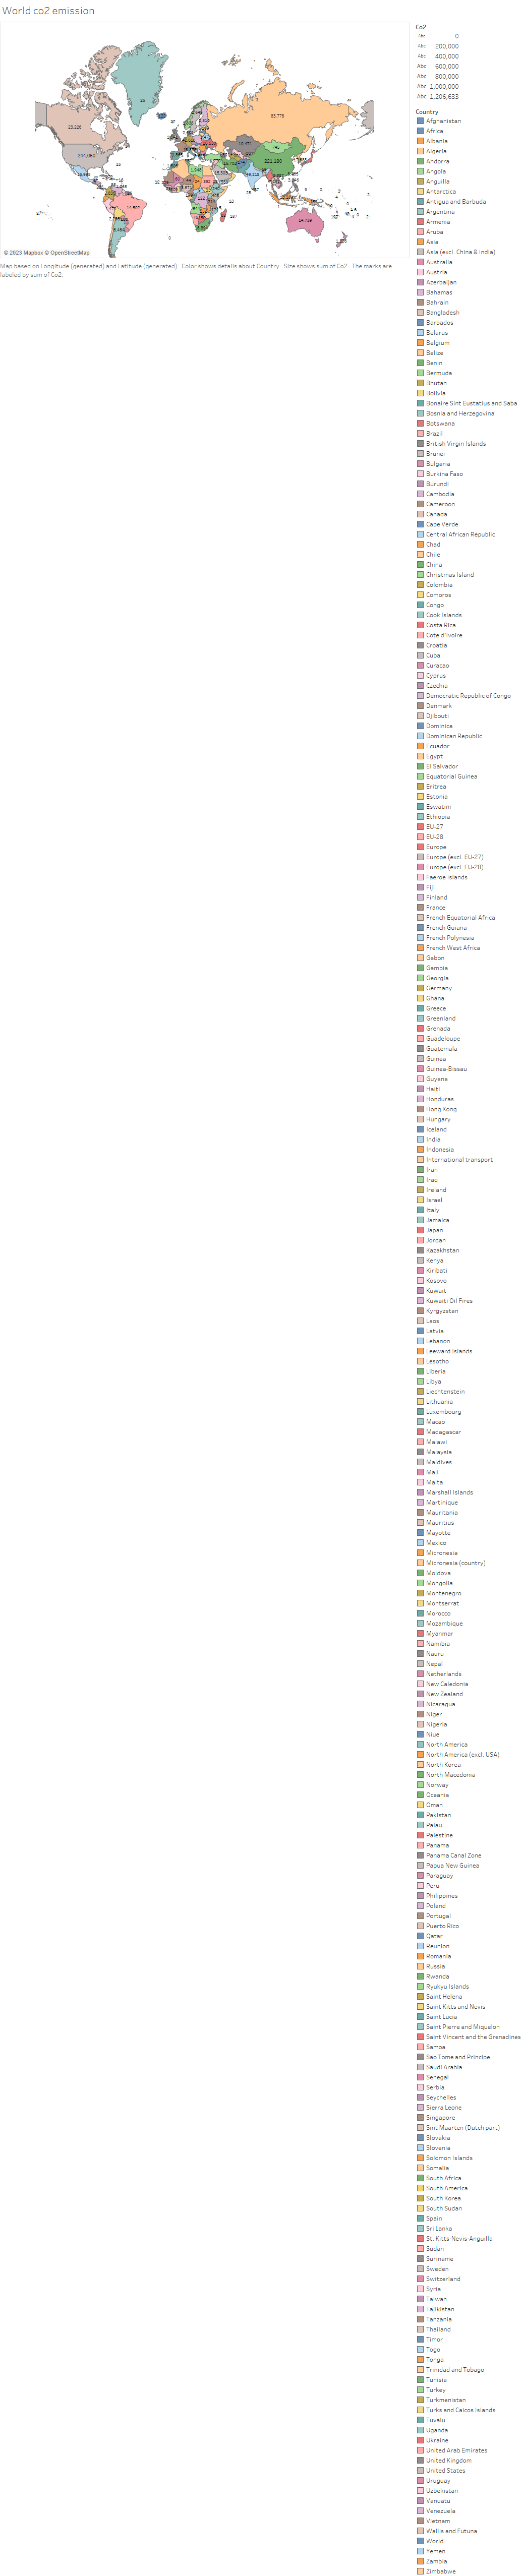 World co2 emission
Co2
Abc 0
Abc 200,000
Abc 400,000
Abc 600,000
Abc 800,000
Abc 1,000,000
Abc 1,206,633
25
83,775
23,226
244,060
745
221,180
14,502
14,739
10,471
27
0
© 2023 Mapbox © OpenStreetMap
Map based on Longitude (generated) and Latitude (generated). Color shows details about Country. Size shows sum of Co2. The marks are
labeled by sum of Co2.
Country
Afghanistan
Africa
Albania
Algeria
Andorra
Angola
Anguilla
Antarctica
Antigua and Barbuda
Argentina
Armenia
Aruba
Asia
Asia (excl. China & India)
Australia
Austria
Azerbaijan
Bahamas
Bahrain
Bangladesh
Barbados
Belarus
Belgium
Belize
Benin
Bermuda
Bhutan
Bolivia
Bonaire Sint Eustatius and Saba
Bosnia and Herzegovina
Botswana
Brazil
British Virgin Islands
Brunei
Bulgaria
Burkina Faso
Burundi
Cambodia
Cameroon
Canada
Cape Verde
Central African Republic
Chad
Chile
China
Christmas Island
Colombia
Comoros
Congo
Cook Islands
Costa Rica
Cote d'Ivoire
Croatia
Cuba
Curacao
Cyprus
Czechia
Democratic Republic of Congo
Denmark
Djibouti
Dominica
Dominican Republic
Ecuador
Egypt
El Salvador
Equatorial Guinea
Eritrea
Estonia
Eswatini
Ethiopia
EU-27
EU-28
Europe
Europe (excl. EU-27)
Europe (excl. EU-28)
Faeroe Islands
Fiji
Finland
France
French Equatorial Africa
French Guiana
French Polynesia
French West Africa
Gabon
Gambia
Georgia
Germany
Ghana
Greece
Greenland
Grenada
Guadeloupe
Guatemala
Guinea
Guinea-Bissau
Guyana
Haiti
Honduras
Hong Kong
Hungary
Iceland
India
Indonesia
International transport
Iran
Iraq
Ireland
Israel
Italy
Jamaica
Japan
Jordan
Kazakhstan
Kenya
Kiribati
Kosovo
Kuwait
Kuwaiti Oil Fires
Kyrgyzstan
Laos
Latvia
Lebanon
Leeward Islands
Lesotho
Liberia
Libya
Liechtenstein
Lithuania
Luxembourg
Macao
Madagascar
Malawi
Malaysia
Maldives
Mali
Malta
Marshall Islands
Martinique
Mauritania
Mauritius
Mayotte
Mexico
Micronesia
Micronesia (country)
Moldova
Mongolia
Montenegro
Montserrat
Morocco
Mozambique
Myanmar
Namibia
Nauru
Nepal
Netherlands
New Caledonia
New Zealand
Nicaragua
Niger
Nigeria
Niue
North America
North America (excl. USA)
North Korea
North Macedonia
Norway
Oceania
Oman
Pakistan
Palau
Palestine
Panama
Panama Canal Zone
Papua New Guinea
Paraguay
Peru
Philippines
Poland
Portugal
Puerto Rico
Qatar
Reunion
Romania
Russia
Rwanda
Ryukyu Islands
Saint Helena
Saint Kitts and Nevis
Saint Lucia
Saint Pierre and Miquelon
Saint Vincent and the Grenadines
Samoa
Sao Tome and Principe
Saudi Arabia
Senegal
Serbia
Seychelles
Sierra Leone
Singapore
Sint Maarten (Dutch part)
Slovakia
Slovenia
Solomon Islands
Somalia
South Africa
South America
South Korea
South Sudan
Spain
Sri Lanka
St. Kitts-Nevis-Anguilla
Sudan
Suriname
Sweden
Switzerland
Syria
Taiwan
Tajikistan
Tanzania
Thailand
Timor
Togo
Tonga
Trinidad and Tobago
Tunisia
Turkey
Turkmenistan
Turks and Caicos Islands
Tuvalu
Uganda
Ukraine
United Arab Emirates
United Kingdom
United States
Uruguay
Uzbekistan
Vanuatu
Venezuela
Vietnam
Wallis and Futuna
World
Yemen
Zambia
Zimbabwe